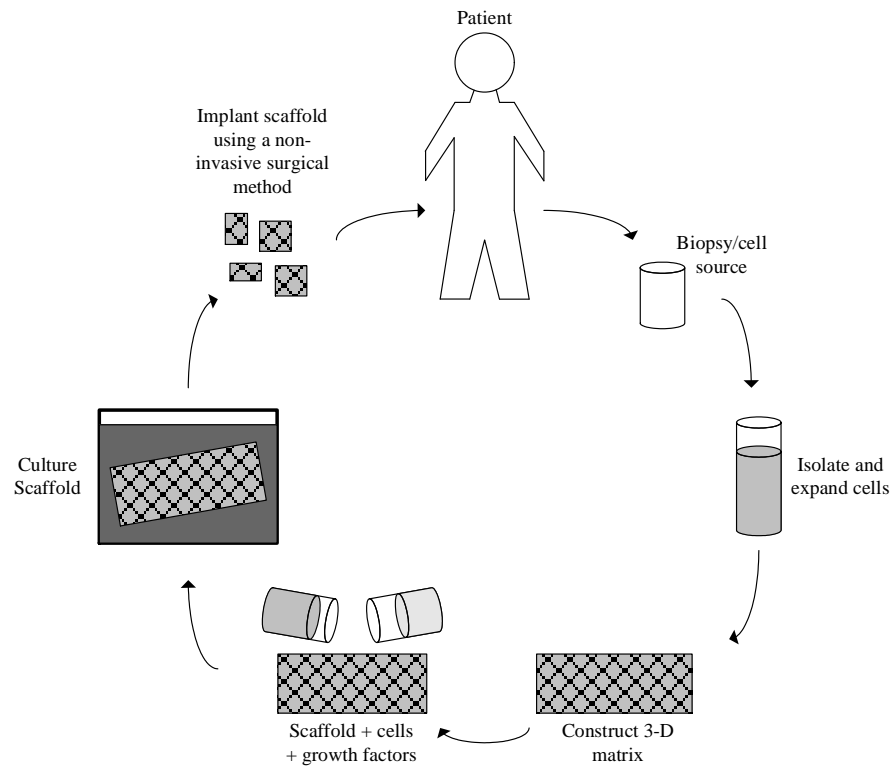 Patient
Implant scaffold
using a non-
invasive surgical
method
Biopsy/cell
source
Isolate and
expand cells
Culture
Scaffold
Scaffold + cells
+ growth factors
Construct 3-D
matrix